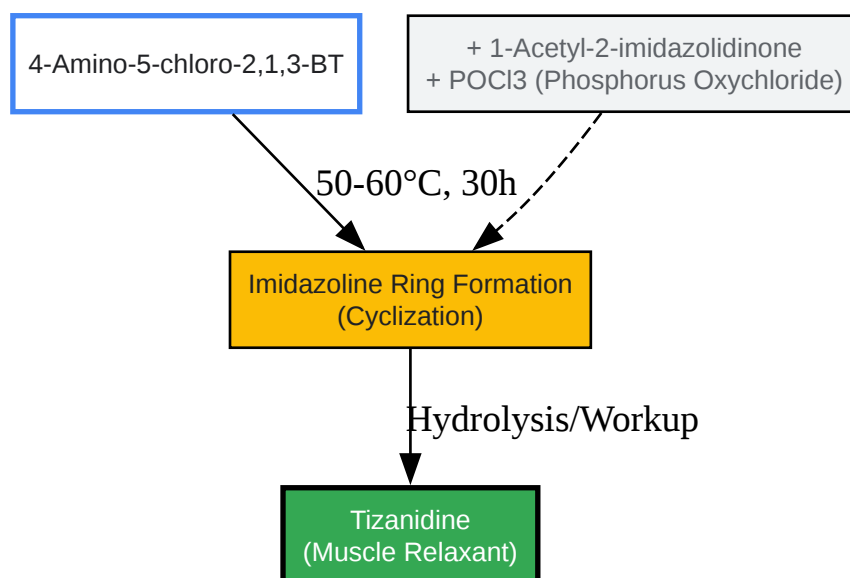 4-Amino-5-chloro-2,1,3-BT
+ 1-Acetyl-2-imidazolidinone
+ POCl3 (Phosphorus Oxychloride)
50-60°C, 30h
Imidazoline Ring Formation
(Cyclization)
Hydrolysis/Workup
Tizanidine
(Muscle Relaxant)